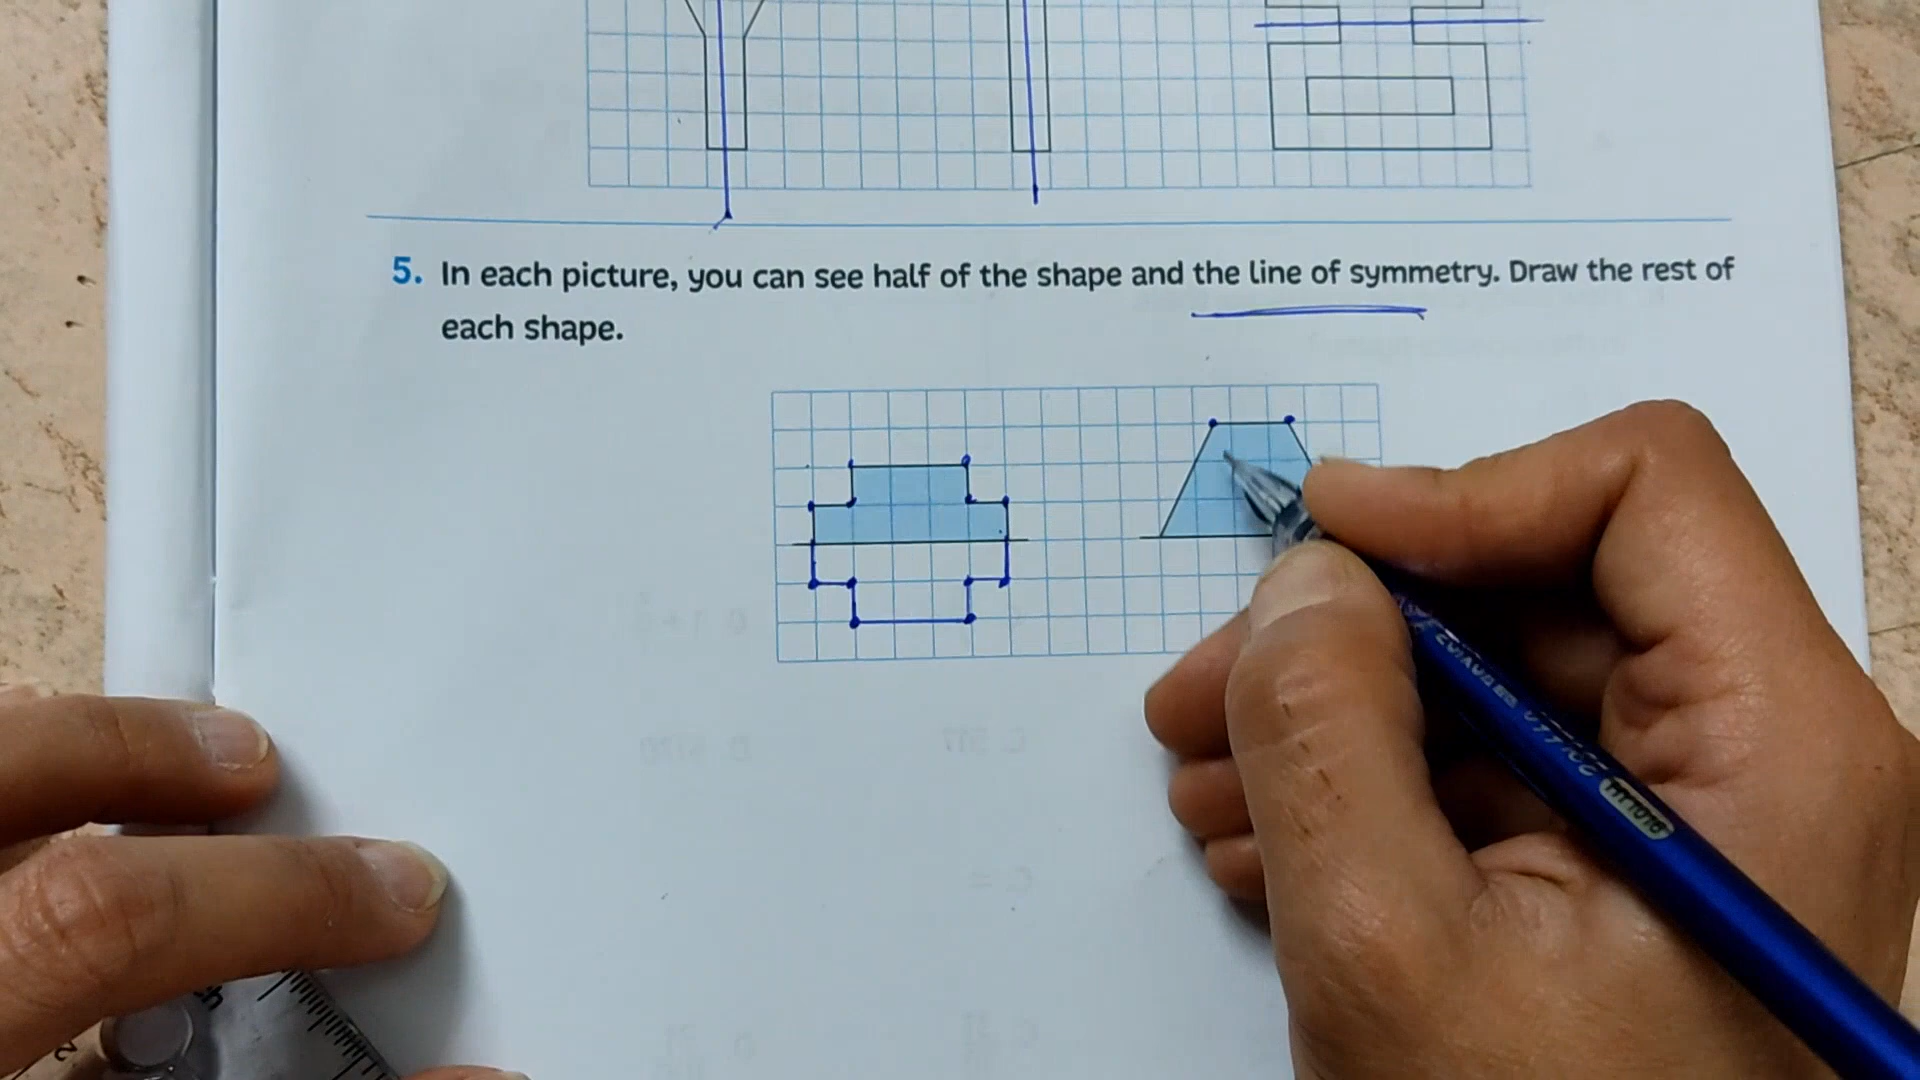 5. In each picture, you can see half of the shape and the line of symmetry. Draw the rest of
each shape.